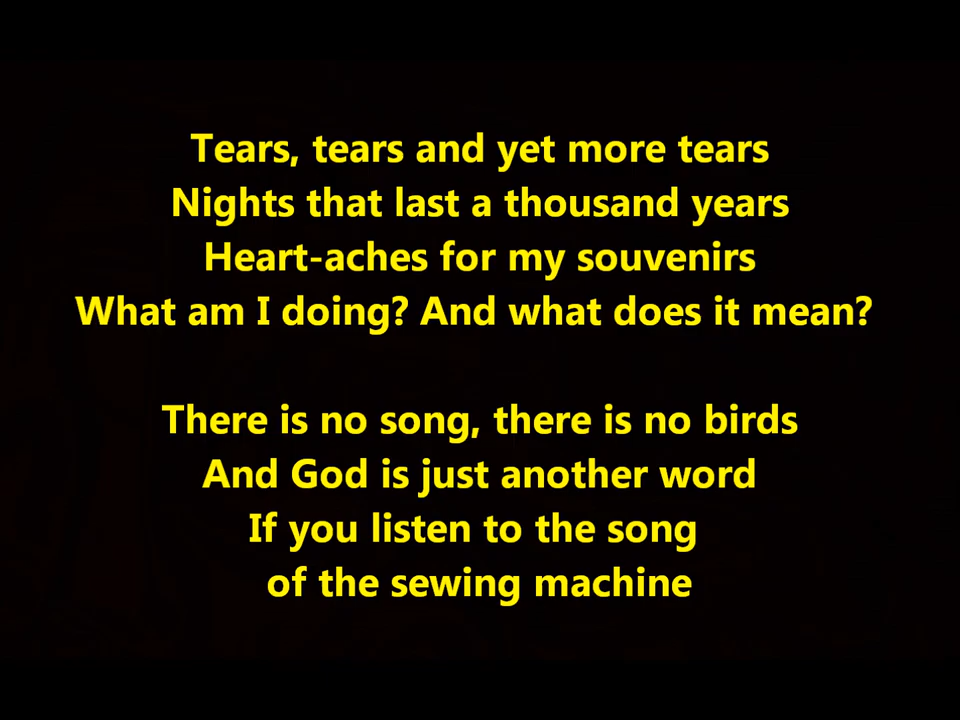 Tears, tears and yet more tears
Nights that last a thousand years
Heart-aches for my souvenirs
What am I doing? And what does it mean?
There is no song, there is no birds
And God is just another word
If you listen to the song
of the sewing machine